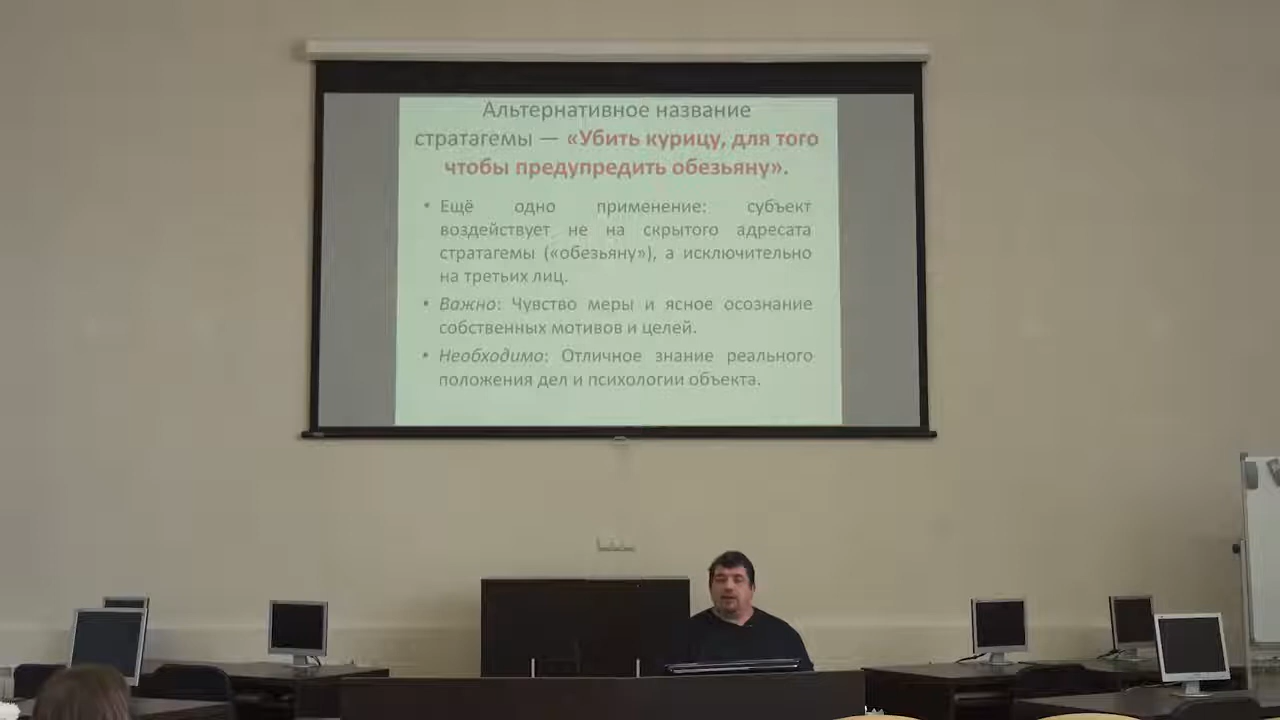 Альтернативное название
стратагемы — «Убить курицу, для того
чтобы предупредить обезьяну».
• Ещё одно применение: субъект
воздействует не на скрытого адресата
стратагемы («обезьяну»), а исключительно
на третьих лиц.
• Важно: Чувство меры и ясное осознание
собственных мотивов и целей.
• Необходимо: Отличное знание реального
положения дел и психологии объекта.